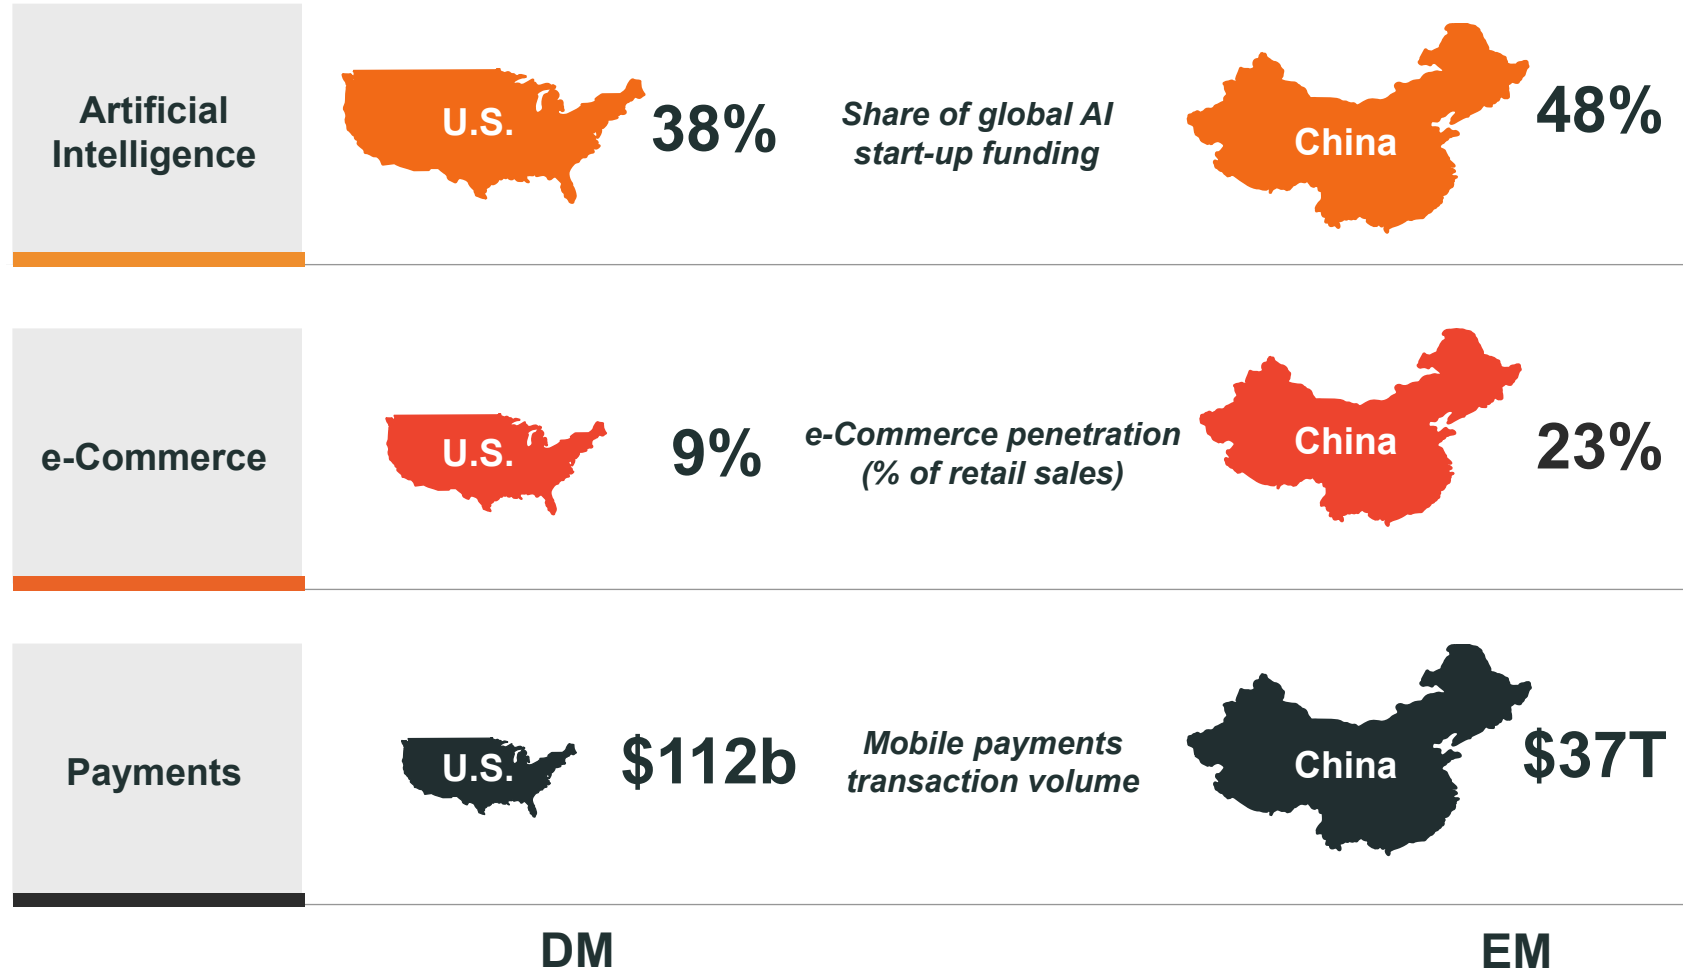 Artificial
Intelligence
U.S.
38%
Share of global AI
start-up funding
China
48%
e-Commerce
U.S.
9%
e-Commerce penetration
(% of retail sales)
China
23%
Payments
U.S.
$112b
Mobile payments
transaction volume
China
$37T
DM
EM